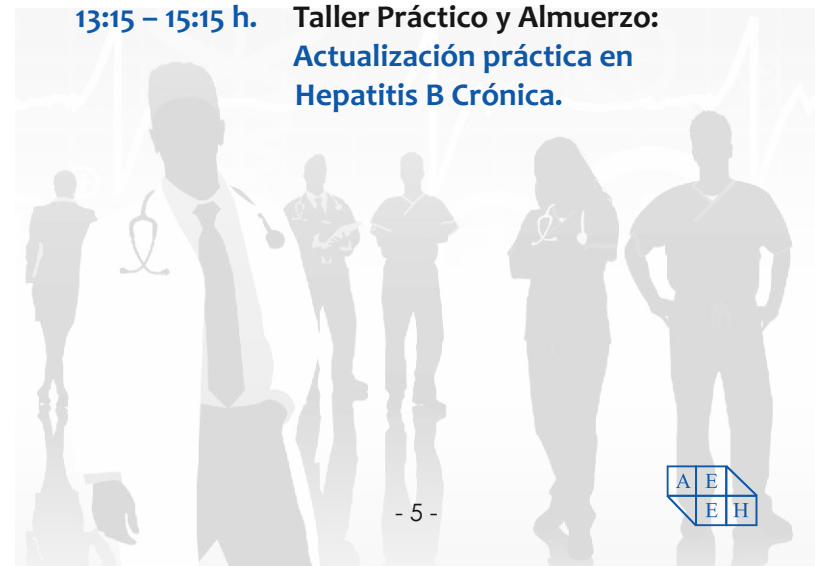 13:15 – 15:15 h. Taller Práctico y Almuerzo:
Actualización práctica en
Hepatitis B Crónica.
- 5 -
A E
E H